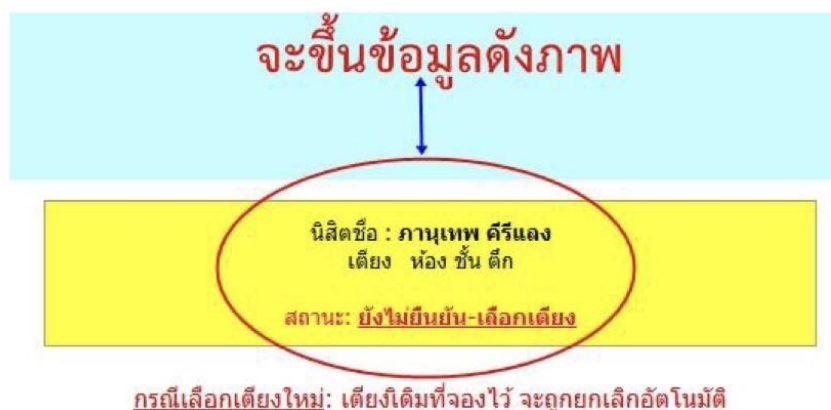 จะขึ้นข้อมูลดังภาพ
นิสิตชื่อ : ภานุเทพ คีรีแลง
เตียง ห้อง ชั้น ตึก
สถานะ: ยังไม่ยืนยัน-เลือกเตียง
กรณีเลือกเตียงใหม่: เตียงเดิมที่จองไว้ จะถูกยกเลิกอัตโนมัติ